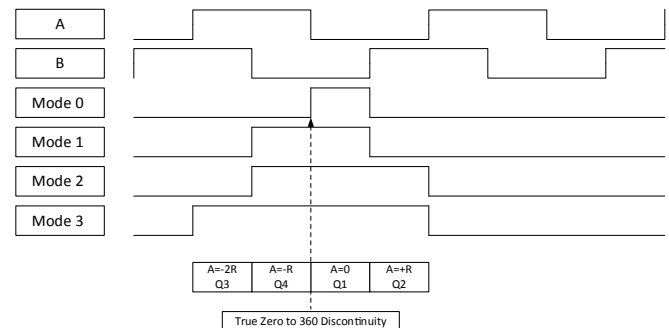 A
B
Mode 0
Mode 1
Mode 2
Mode 3
A=-2R A=-R A=0 A=+R
Q3 Q4 Q1 Q2
True Zero to 360 Discontinuity